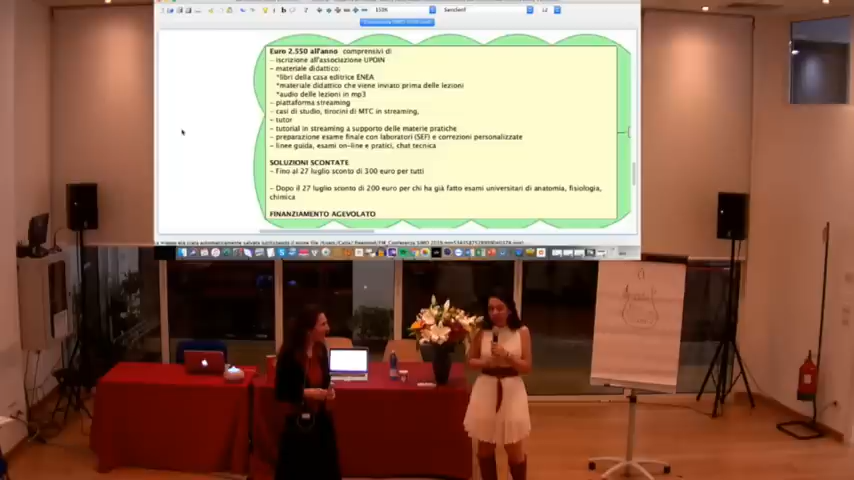 Euro 2.550 all'anno comprensivi di
- iscrizione all'associazione UPOIN
- materiale didattico:
*libri della casa editrice ENEA
*materiale didattico che viene inviato prima delle lezioni
*audio delle lezioni in mp3
- piattaforma streaming
- casi di studio, tirocini di MTC in streaming,
- tutor
- tutorial in streaming a supporto delle materie pratiche
- preparazione esame finale con laboratori (SEF) e correzioni personalizzate
- linee guida, esami on-line e pratici, chat tecnica
SOLUZIONI SCONTATE
- Fino al 27 luglio sconto di 300 euro per tutti
- Dopo il 27 luglio sconto di 200 euro per chi ha già fatto esami universitari di anatomia, fisiologia,
chimica
FINANZIAMENTO AGEVOLATO